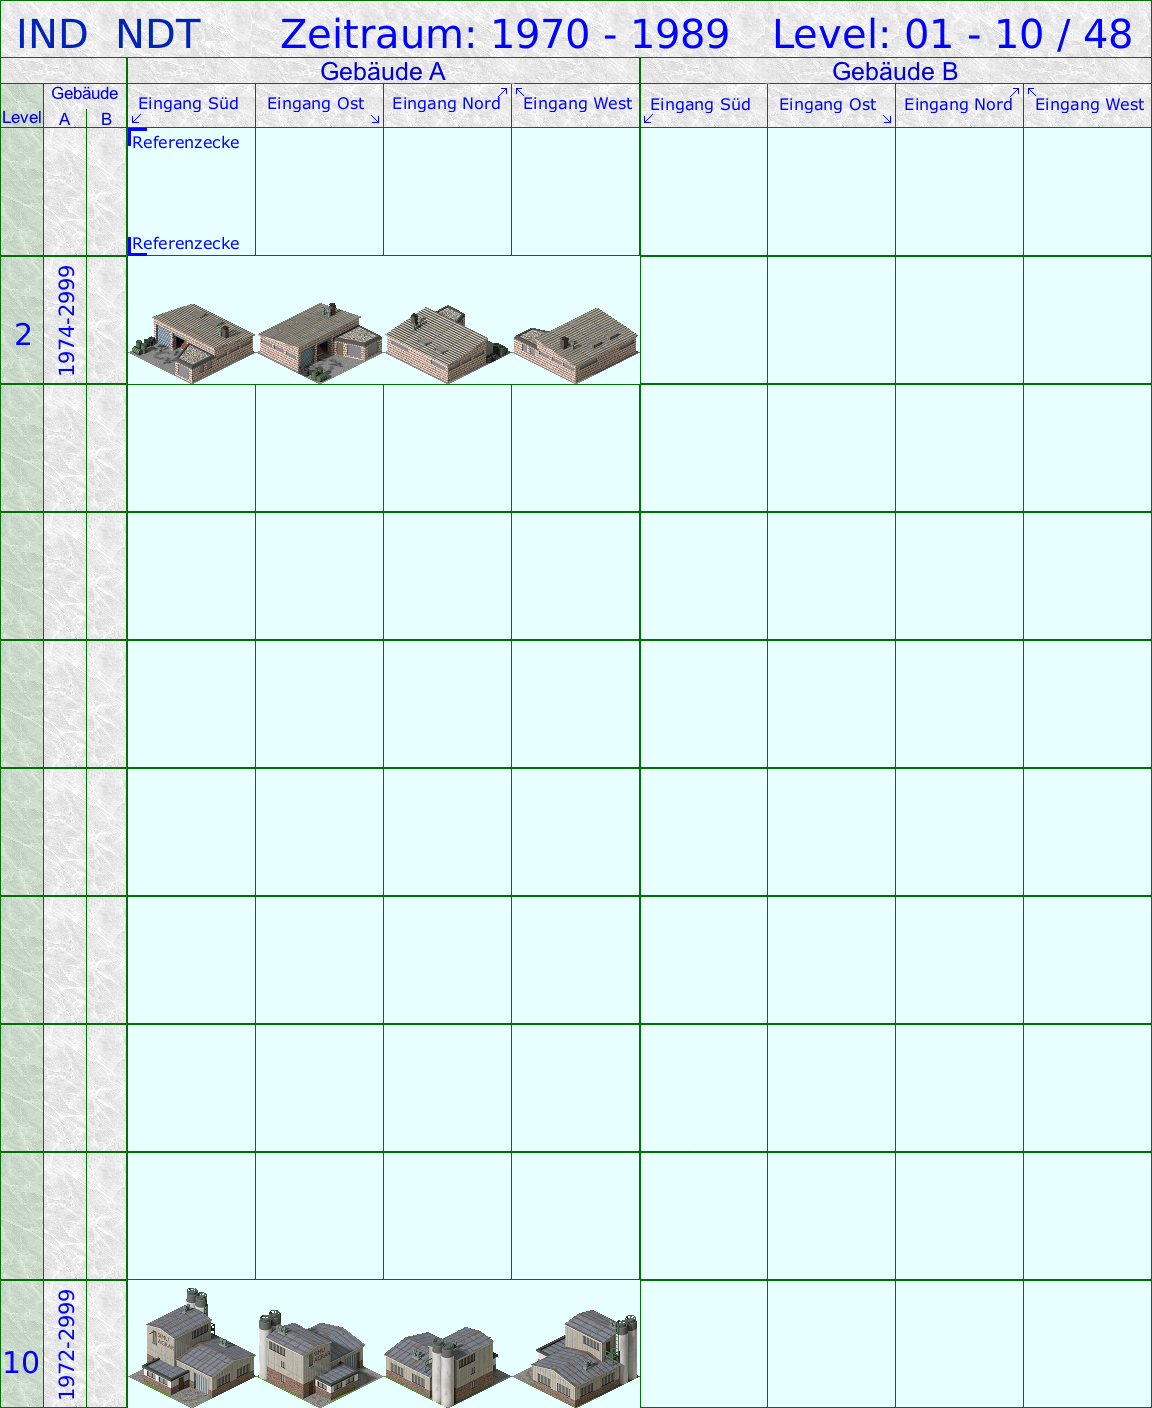 IND NDT Zeitraum: 1970 - 1989 Level: 01 - 10 / 48
Gebäude A Gebäude B
Level Gebäude A B Eingang Süd Eingang Ost Eingang Nord Eingang West Eingang Süd Eingang Ost Eingang Nord Eingang West
Referenzecke
Referenzecke
2 1974-2999
10 1972-2999